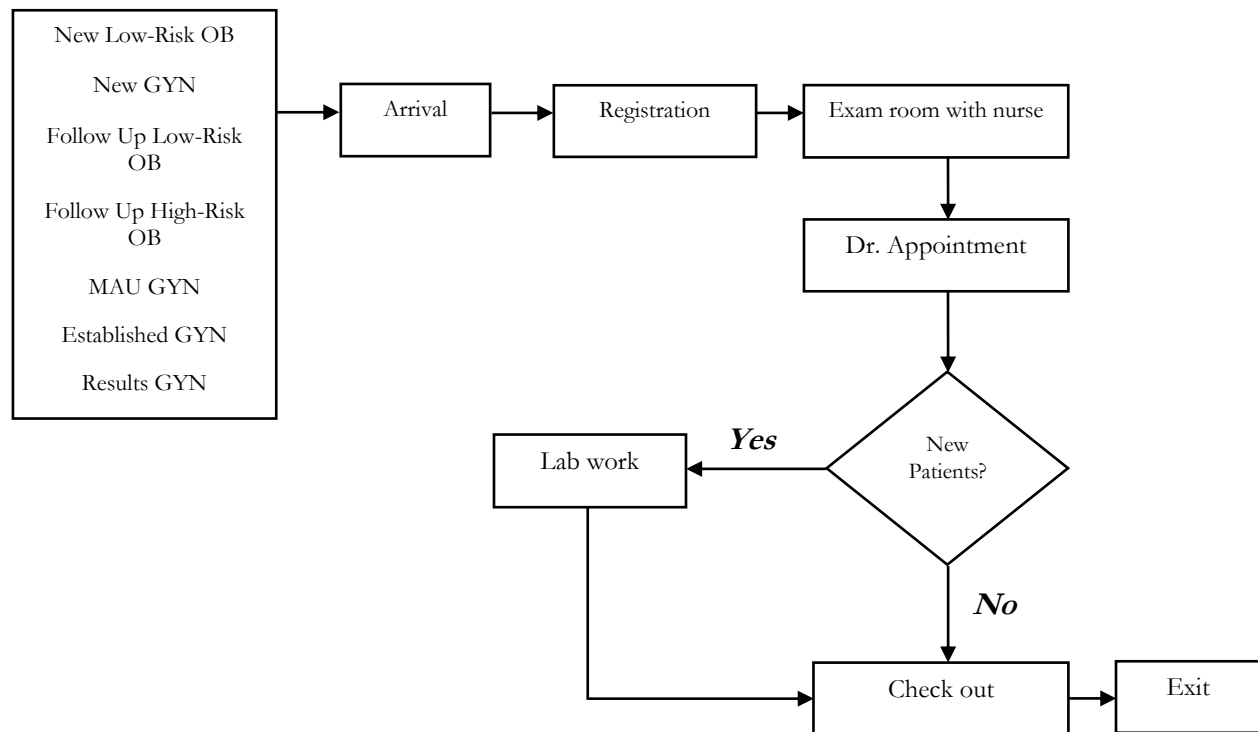 New Low-Risk OB
New GYN
Follow Up Low-Risk
OB
Follow Up High-Risk
OB
MAU GYN
Established GYN
Results GYN
Arrival
Registration
Exam room with nurse
Dr. Appointment
New
Patients?
Yes
Lab work
No
Check out
Exit